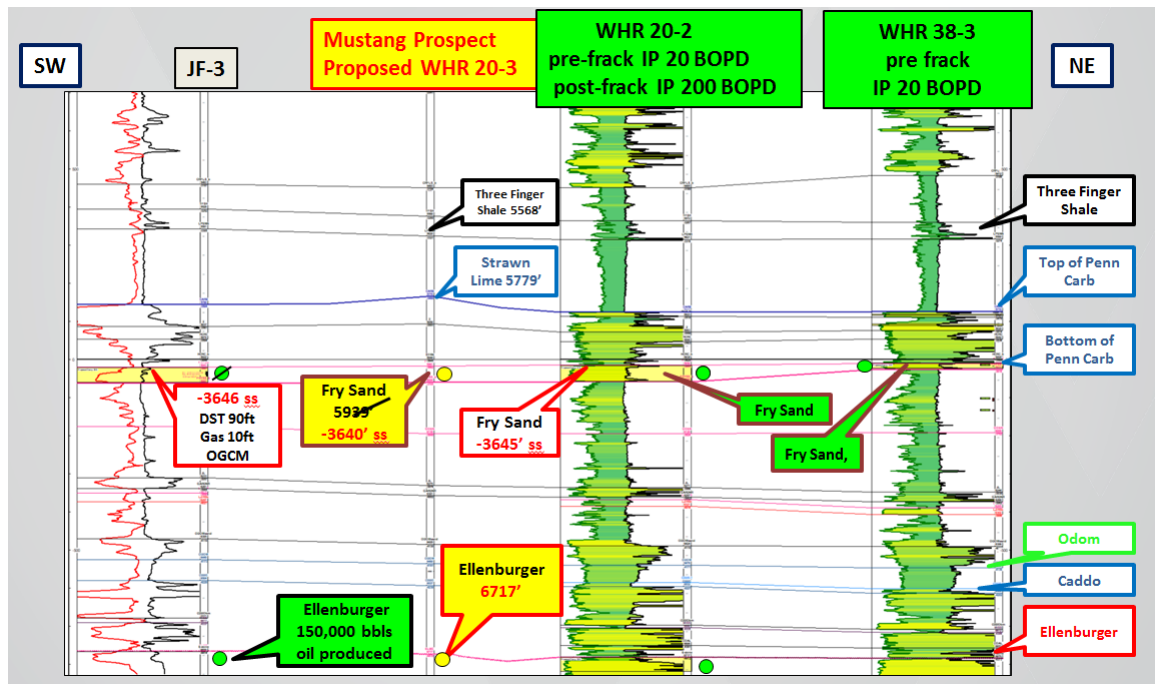 SW
JF-3
Mustang Prospect
Proposed WHR 20-3
WHR 20-2
pre-frack IP 20 BOPD
post-frack IP 200 BOPD
WHR 38-3
pre frack
IP 20 BOPD
NE
Three Finger
Shale 5568’
Three Finger
Shale
Strawn
Lime 5779’
Top of Penn
Carb
Bottom of
Penn Carb
-3646 ss
DST 90ft
Gas 10ft
OGCM
Fry Sand
5939’
-3640’ ss
Fry Sand
-3645’ ss
Fry Sand
Fry Sand,
Odom
Caddo
Ellenburger
6717’
Ellenburger
150,000 bbls
oil produced
Ellenburger